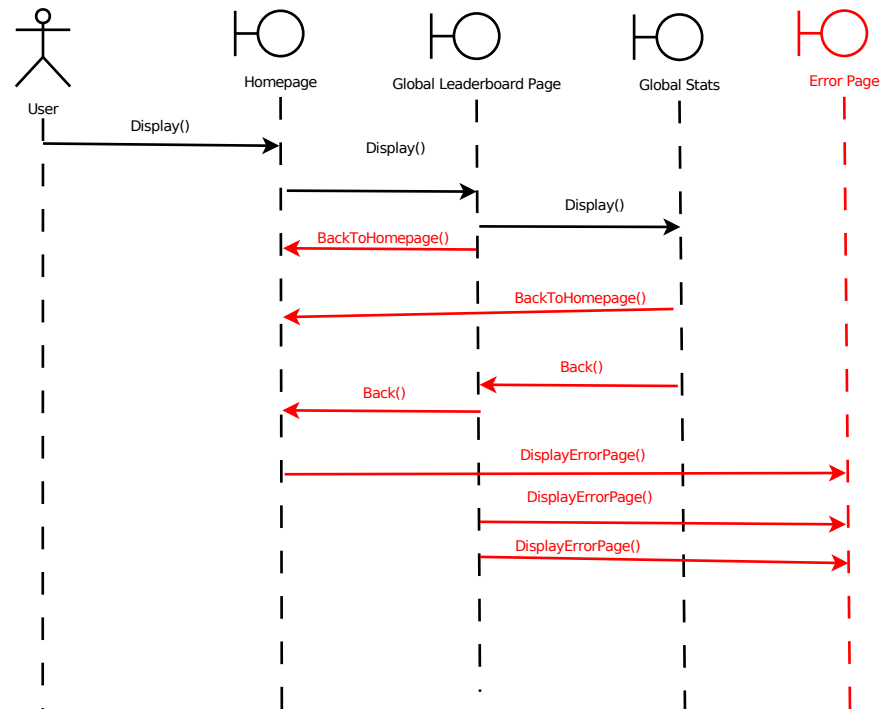 Homepage
Global Leaderboard Page
Global Stats
Error Page
User
Display()
Display()
Display()
BackToHomepage()
BackToHomepage()
Back()
Back()
DisplayErrorPage()
DisplayErrorPage()
DisplayErrorPage()